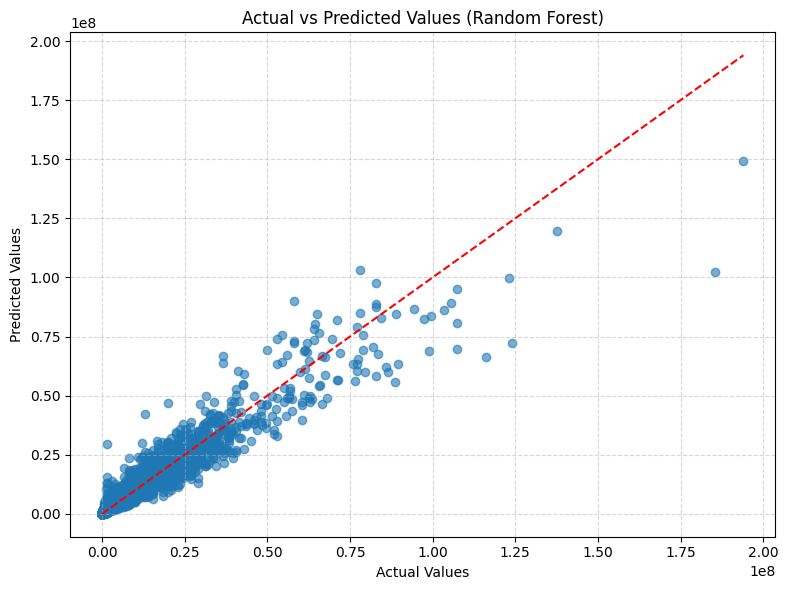 Actual vs Predicted Values (Random Forest)
1e8
2.00
1.75
1.50
1.25
1.00
0.75
0.50
0.25
0.00
Predicted Values
0.00 0.25 0.50 0.75 1.00 1.25 1.50 1.75 2.00
1e8
Actual Values